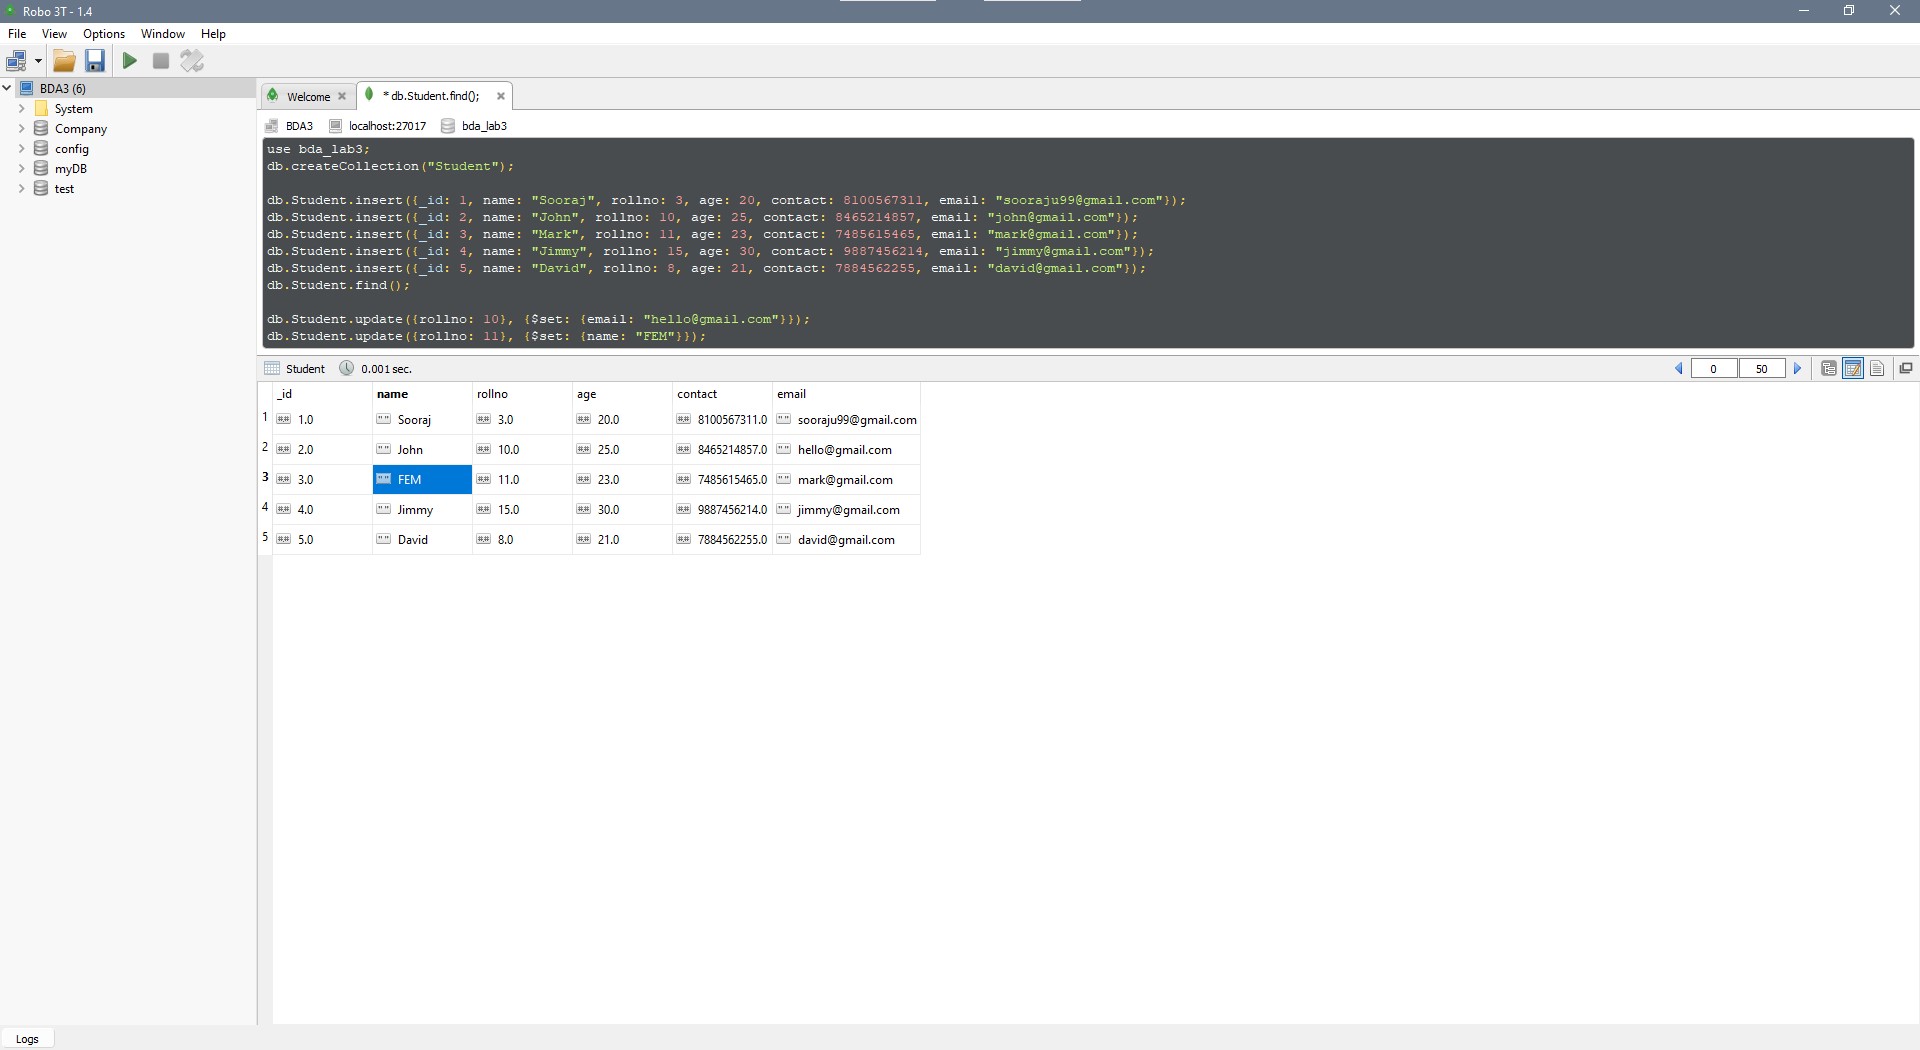 Robo 3T - 1.4
File View Options Window Help
BDA3 (6)
System
Company
config
myDB
test
Welcome
* db.Student.find();
BDA3 localhost:27017 bda_lab3
use bda_lab3;
db.createCollection("Student");
db.Student.insert({_id: 1, name: "Sooraj", rollno: 3, age: 20, contact: 8100567311, email: "sooraju99@gmail.com"});
db.Student.insert({_id: 2, name: "John", rollno: 10, age: 25, contact: 8465214857, email: "john@gmail.com"});
db.Student.insert({_id: 3, name: "Mark", rollno: 11, age: 23, contact: 7485615465, email: "mark@gmail.com"});
db.Student.insert({_id: 4, name: "Jimmy", rollno: 15, age: 30, contact: 9887456214, email: "jimmy@gmail.com"});
db.Student.insert({_id: 5, name: "David", rollno: 8, age: 21, contact: 7884562255, email: "david@gmail.com"});
db.Student.find();
db.Student.update({rollno: 10}, {$set: {email: "hello@gmail.com"}});
db.Student.update({rollno: 11}, {$set: {name: "FEM"}});
Student 0.001 sec. 0 50
_id name rollno age contact email
1 1.0 Sooraj 3.0 20.0 8100567311.0 sooraju99@gmail.com
2 2.0 John 10.0 25.0 8465214857.0 hello@gmail.com
3 3.0 FEM 11.0 23.0 7485615465.0 mark@gmail.com
4 4.0 Jimmy 15.0 30.0 9887456214.0 jimmy@gmail.com
5 5.0 David 8.0 21.0 7884562255.0 david@gmail.com
Logs